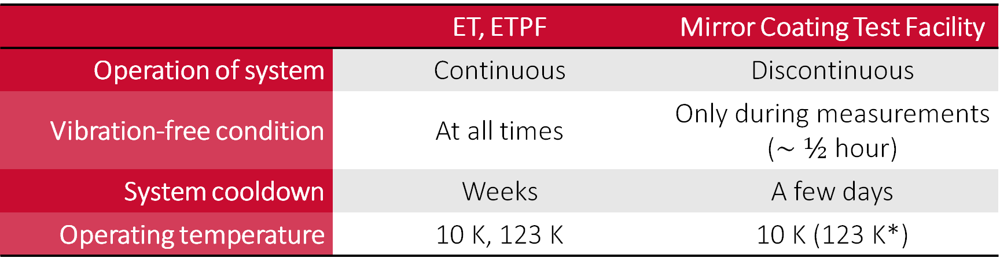 ET, ETPF Mirror Coating Test Facility
Operation of system Continuous Discontinuous
Vibration-free condition At all times Only during measurements
(~ ½ hour)
System cooldown Weeks A few days
Operating temperature 10 K, 123 K 10 K (123 K*)